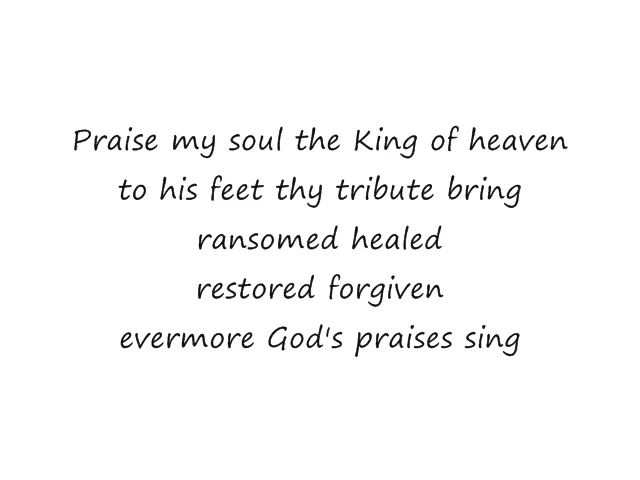 Praise my soul the King of heaven
to his feet thy tribute bring
ransomed healed
restored forgiven
evermore God's praises sing